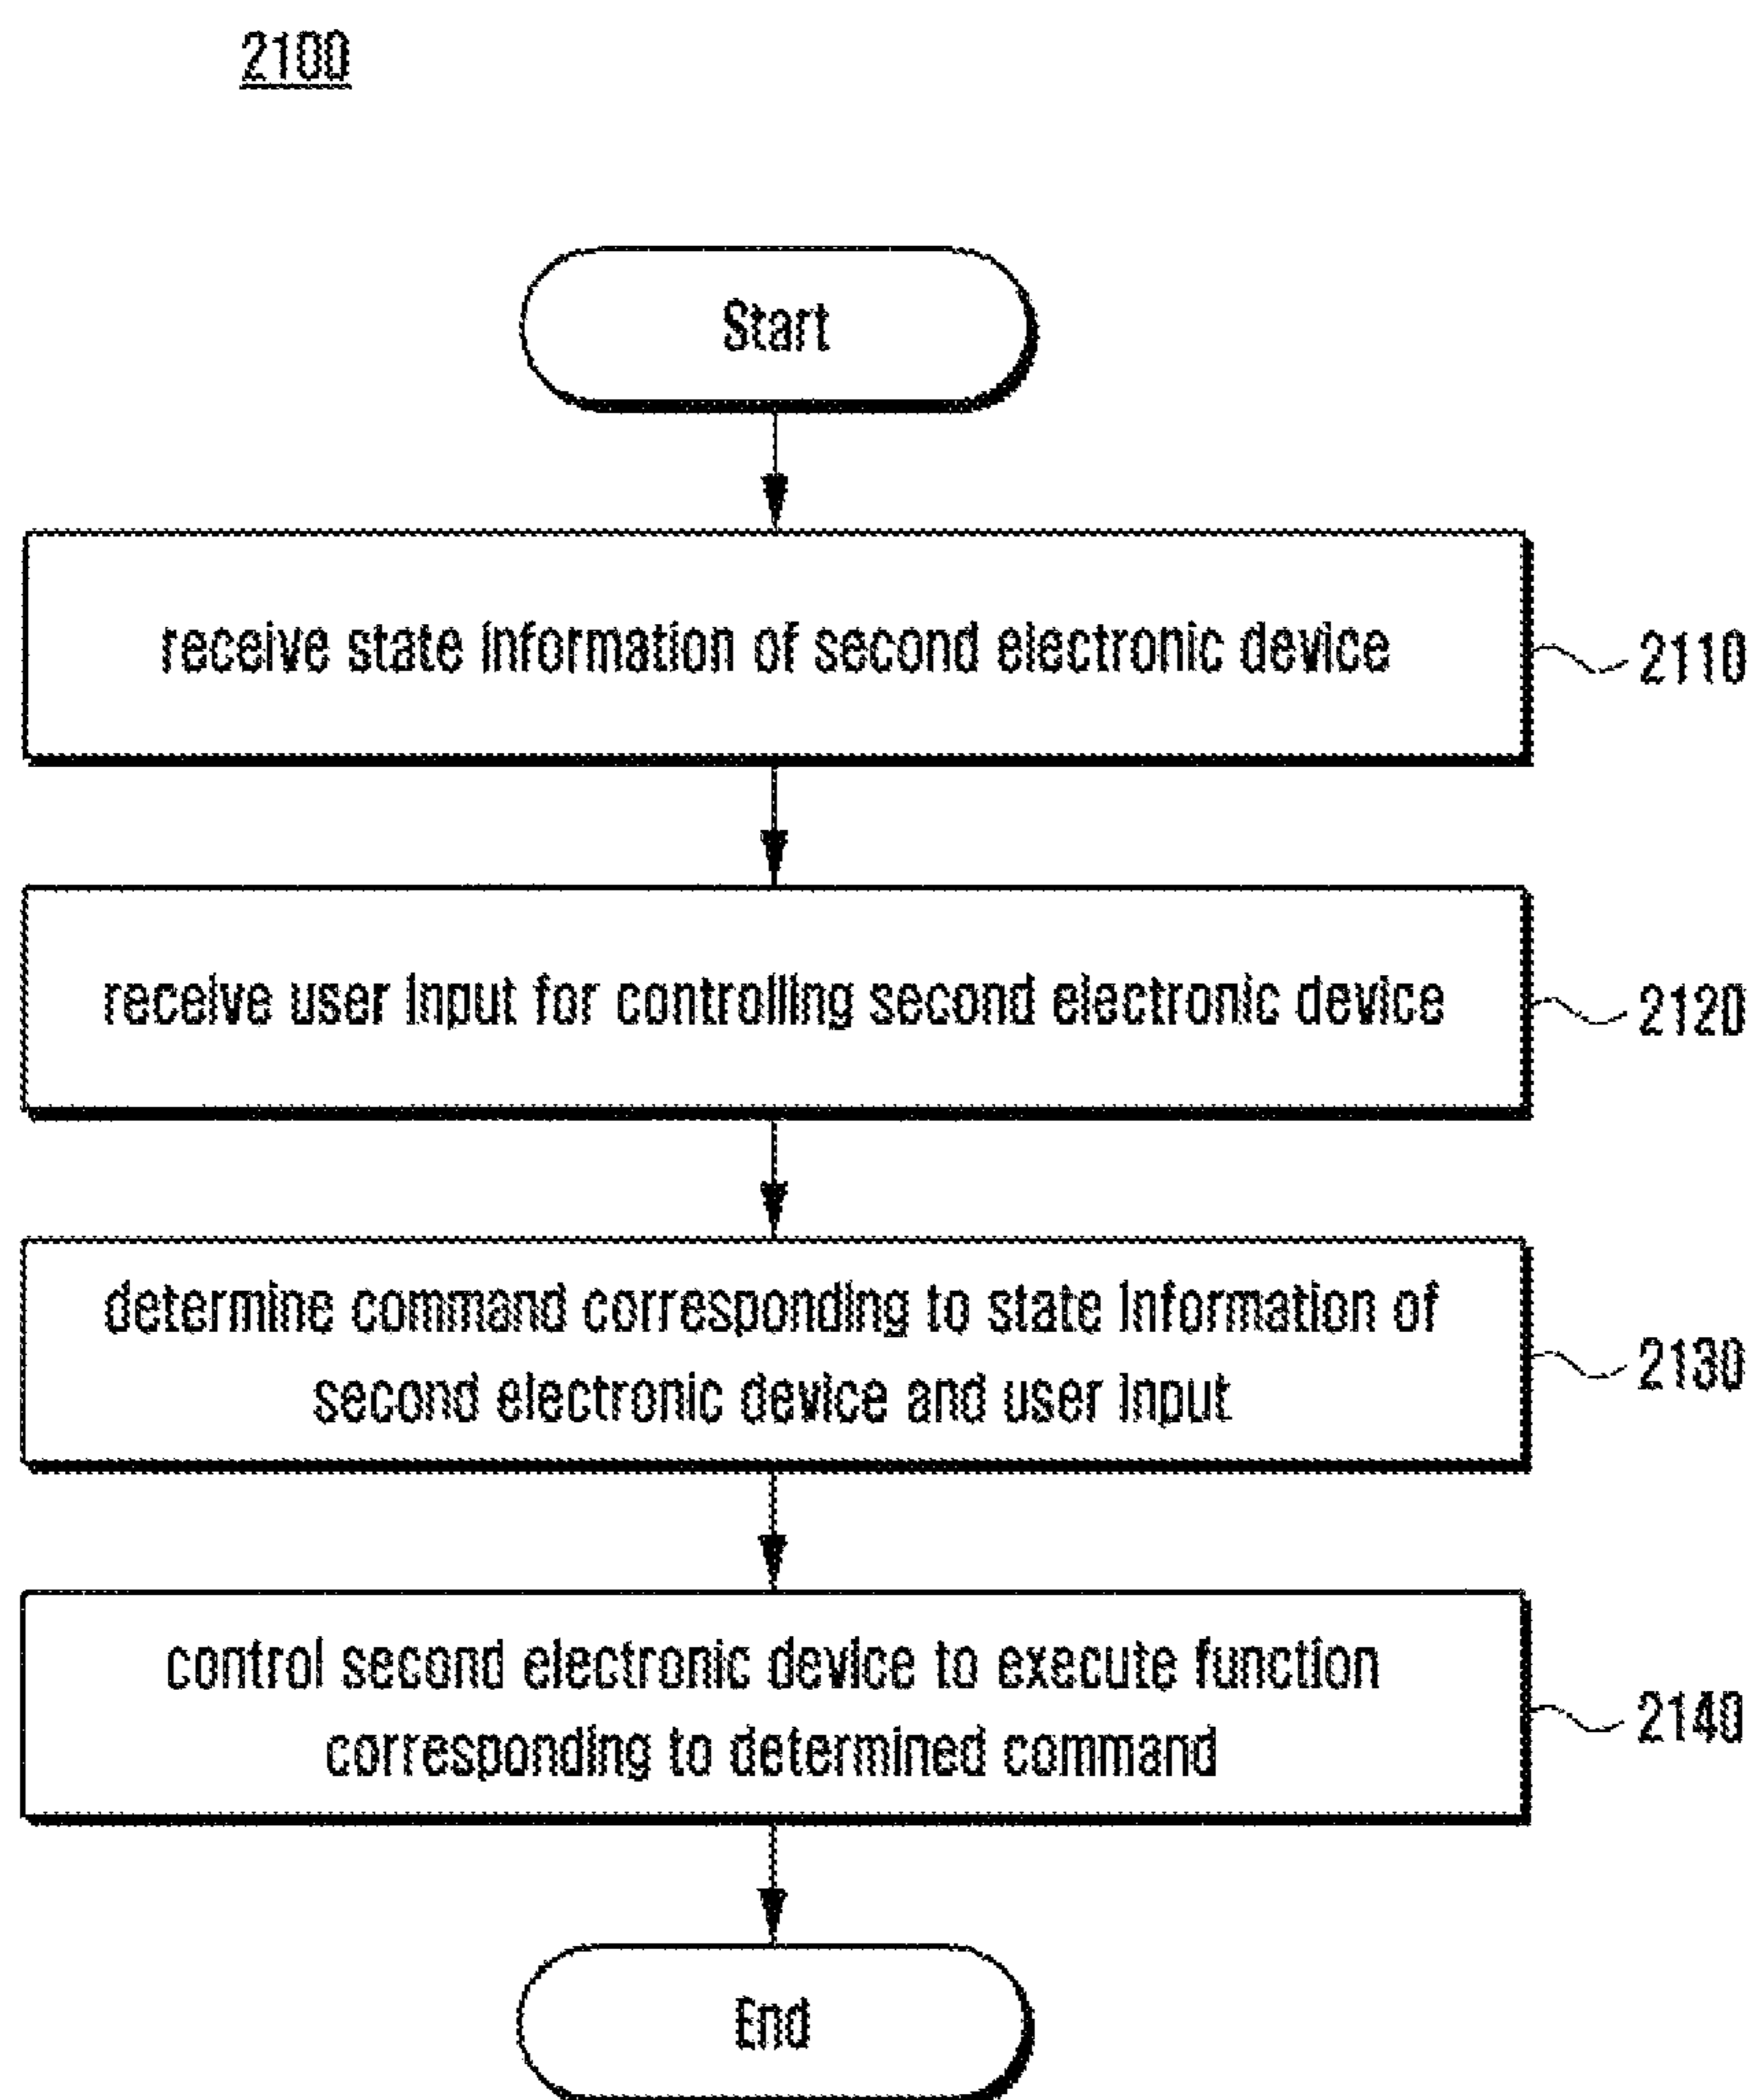 2100
Start
receive state information of second electronic device
2110
receive user input for controlling second electronic device
2120
determine command corresponding to state information of
second electronic device and user input
2130
control second electronic device to execute function
corresponding to determined command
2140
End